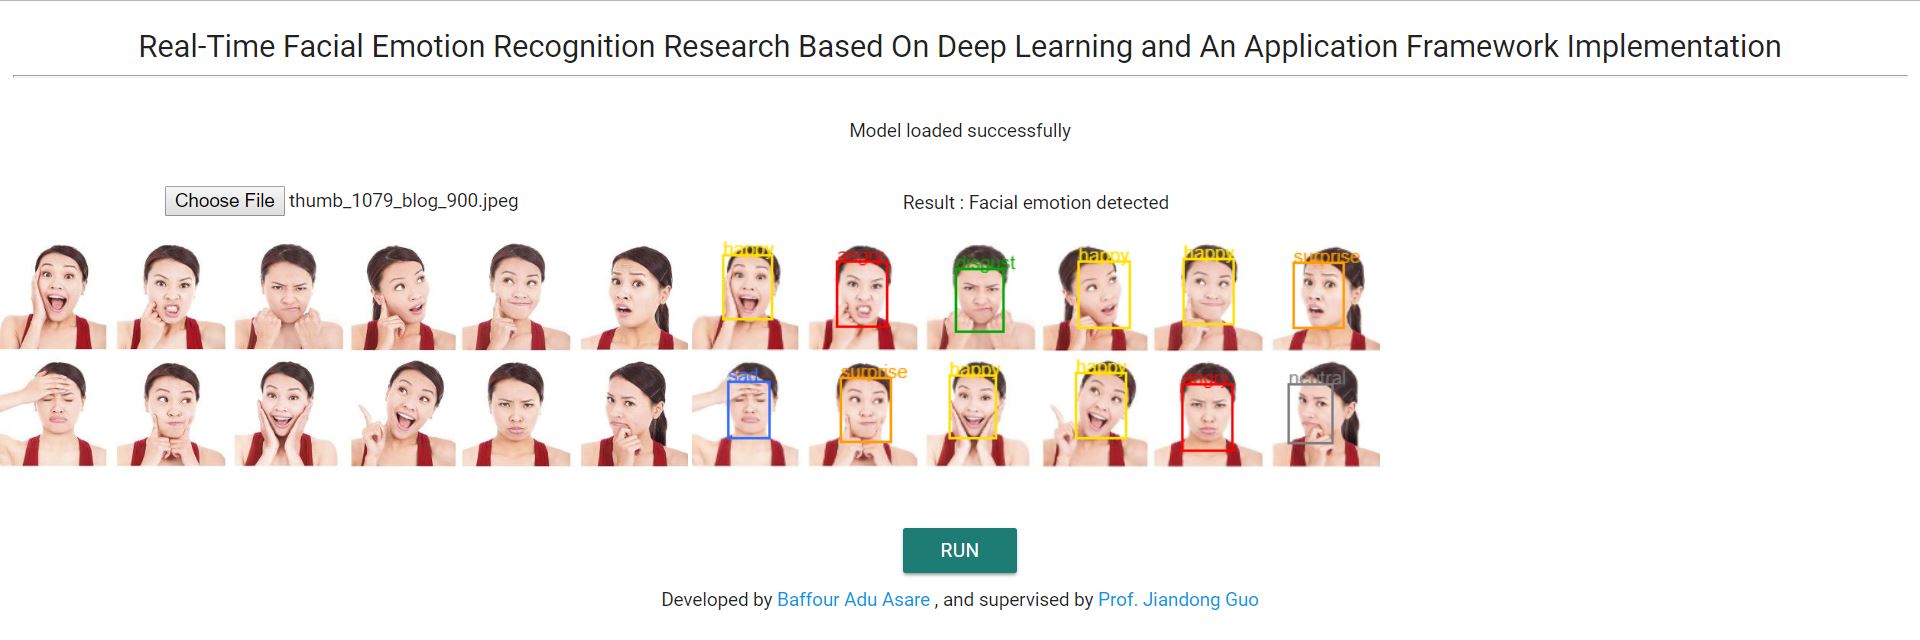 Real-Time Facial Emotion Recognition Research Based On Deep Learning and An Application Framework Implementation
Model loaded successfully
Choose File thumb_1079_blog_900.jpeg
Result : Facial emotion detected
happy angry disgust happy happy surprise
sad surprise happy happy angry neutral
RUN
Developed by Baffour Adu Asare , and supervised by Prof. Jiandong Guo